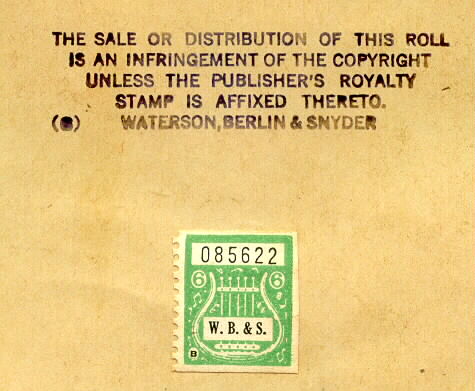 THE SALE OR DISTRIBUTION OF THIS ROLL
IS AN INFRINGEMENT OF THE COPYRIGHT
UNLESS THE PUBLISHER'S ROYALTY
STAMP IS AFFIXED THERETO.
WATERSON, BERLIN & SNYDER
085622
6 6
W. B. & S.
B